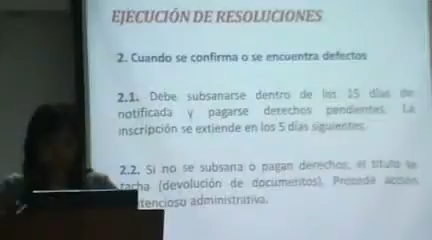 EJECUCIÓN DE RESOLUCIONES
2. Cuando se confirma o se encuentra defectos
2.1. Debe subsanarse dentro de los 15 días de
notificada y pagarse derechos pendientes. La
inscripción se extiende en los 5 días siguientes.
2.2. Si no se subsana o pagan derechos, el título se
tacha (devolución de documentos). Procede acción
tencioso administrativa.